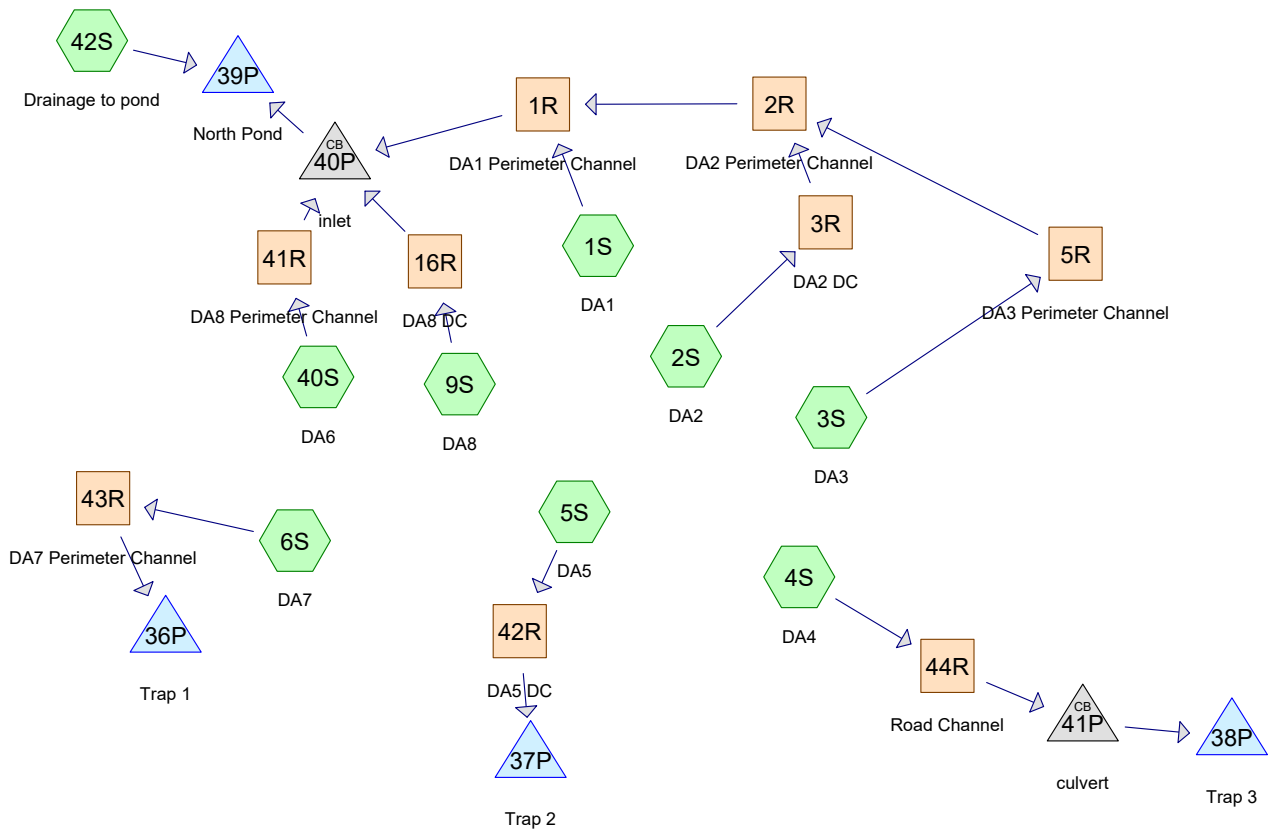 42S
Drainage to pond
39P
North Pond
CB
40P
inlet
1R
DA1 Perimeter Channel
2R
DA2 Perimeter Channel
3R
DA2 DC
5R
DA3 Perimeter Channel
41R
DA8 Perimeter Channel
16R
DA8 DC
1S
DA1
2S
DA2
3S
DA3
40S
DA6
9S
DA8
43R
DA7 Perimeter Channel
6S
DA7
36P
Trap 1
5S
DA5
42R
DA5 DC
37P
Trap 2
4S
DA4
44R
Road Channel
CB
41P
culvert
38P
Trap 3